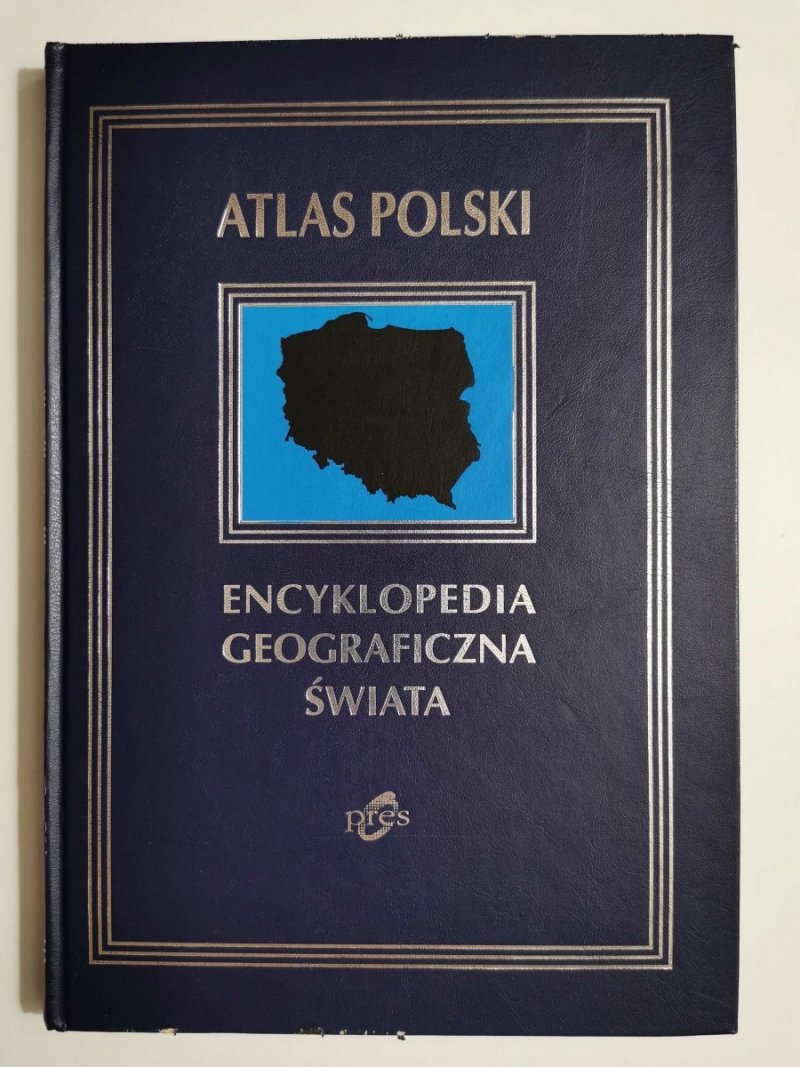 ATLAS POLSKI
ENCYKLOPEDIA
GEOGRAFICZNA
ŚWIATA
pres